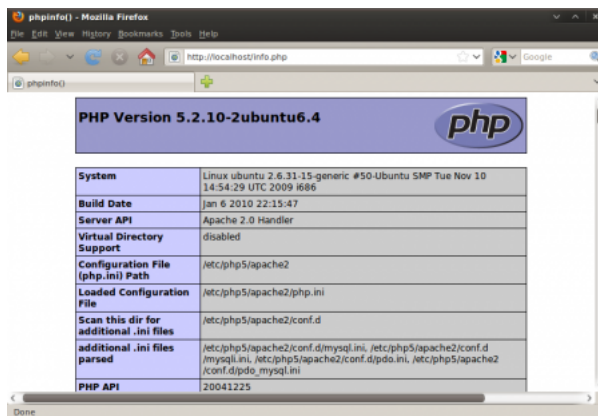 phpinfo() - Mozilla Firefox
File Edit View History Bookmarks Tools Help
http://localhost/info.php Google
phpinfo()
PHP Version 5.2.10-2ubuntu6.4 php
System Linux ubuntu 2.6.31-15-generic #50-Ubuntu SMP Tue Nov 10
14:54:29 UTC 2009 i686
Build Date Jan 6 2010 22:15:47
Server API Apache 2.0 Handler
Virtual Directory disabled
Support
Configuration File /etc/php5/apache2
(php.ini) Path
Loaded Configuration /etc/php5/apache2/php.ini
File
Scan this dir for /etc/php5/apache2/conf.d
additional .ini files
additional .ini files /etc/php5/apache2/conf.d/mysql.ini, /etc/php5/apache2/conf.d
parsed /mysqli.ini, /etc/php5/apache2/conf.d/pdo.ini, /etc/php5/apache2
/conf.d/pdo_mysql.ini
PHP API 20041225
Done